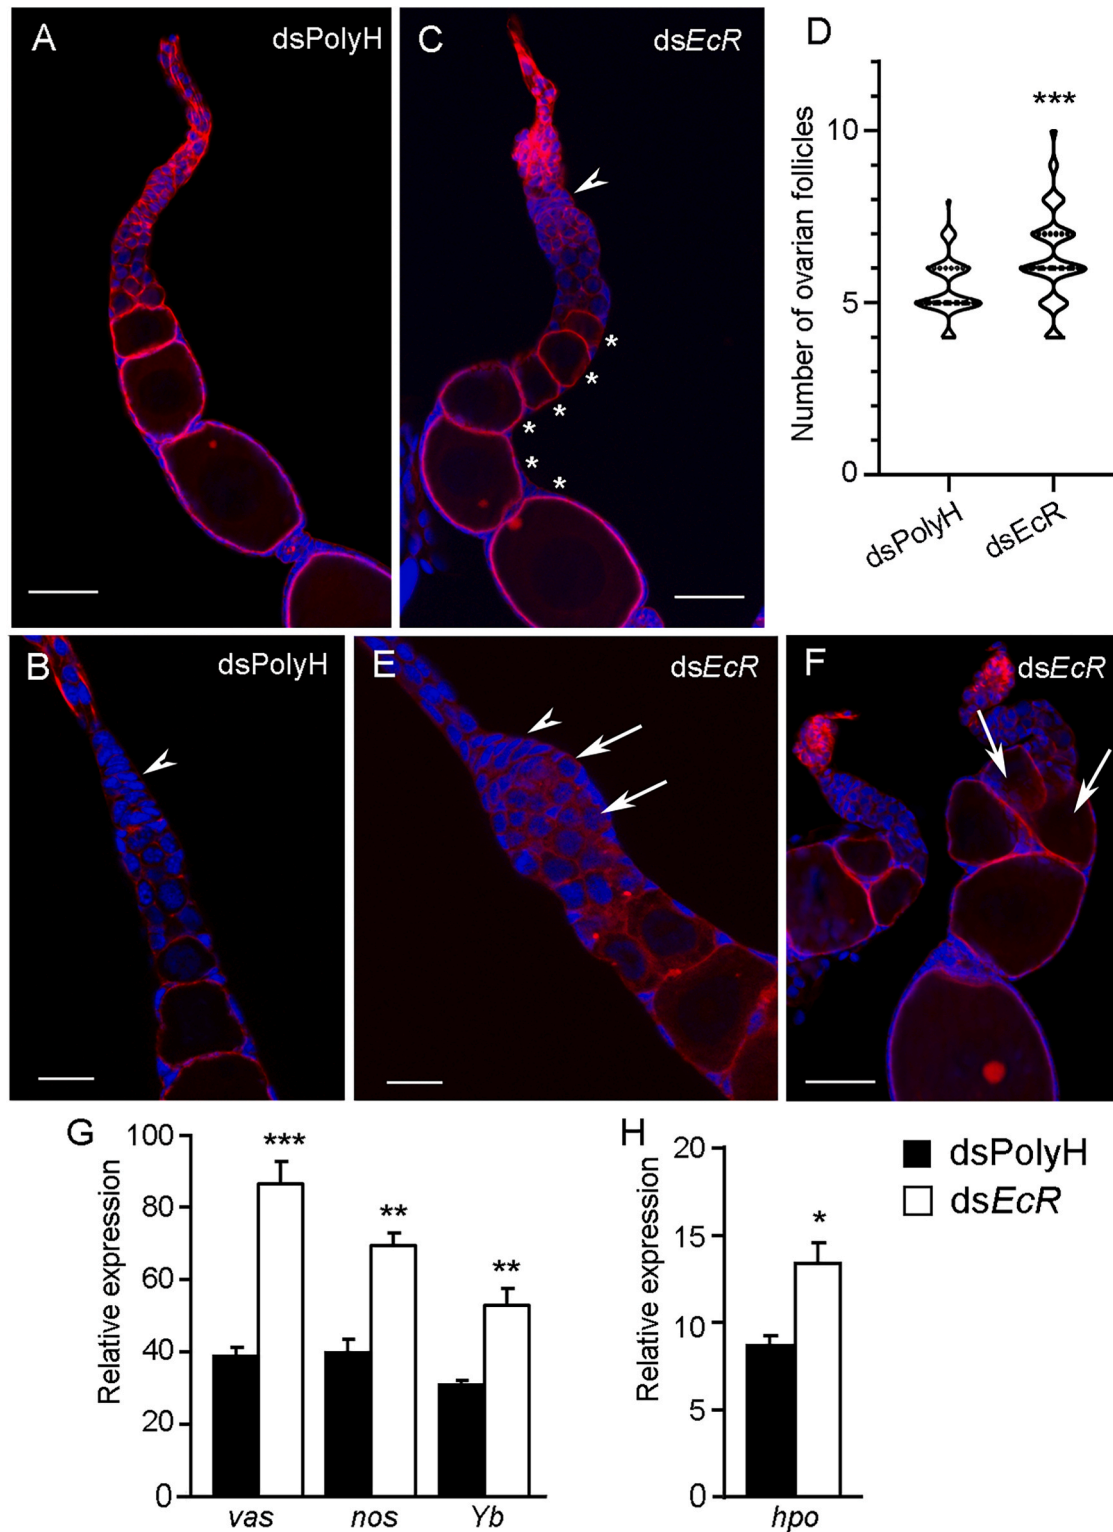 A dsPolyH
C dsEcR
D
***
10
5
0
Number of ovarian follicles
dsPolyH
dsEcR
*
*
*
*
*
*
B dsPolyH
E dsEcR
F dsEcR
G
100
80
60
40
20
0
Relative expression
***
**
**
vas nos Yb
H
20
15
10
5
0
Relative expression
*
hpo
dsPolyH
dsEcR